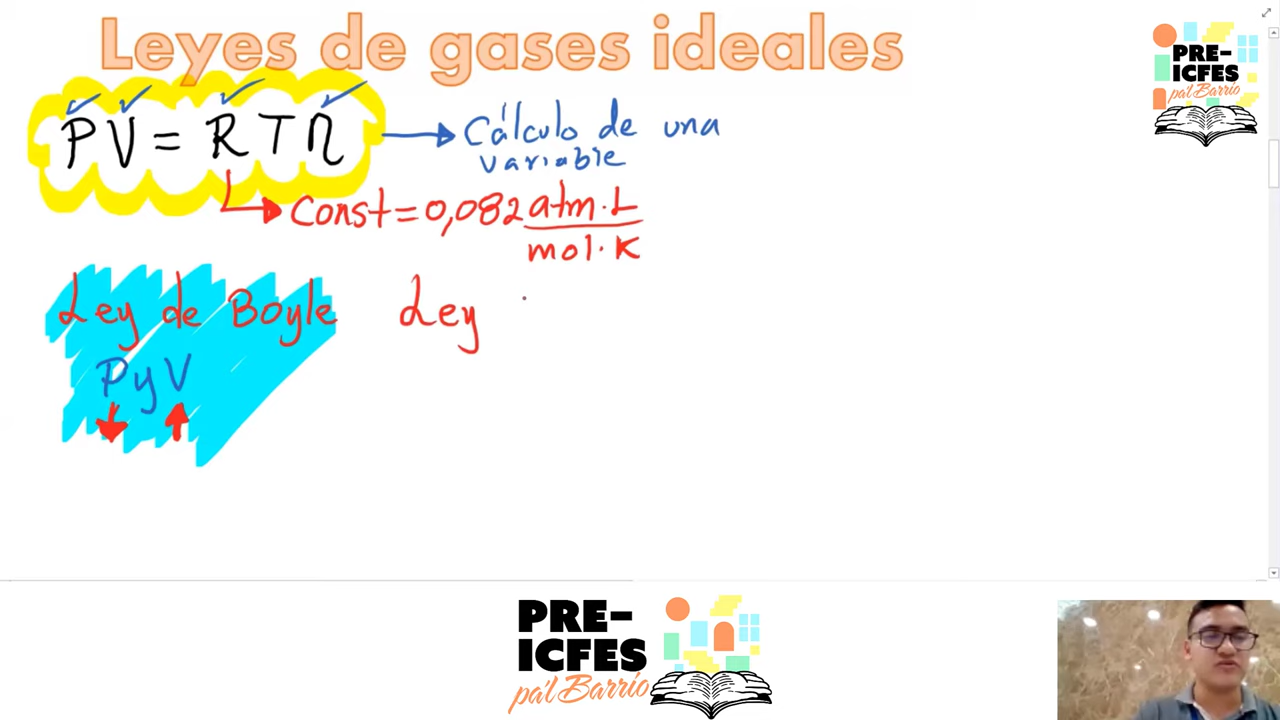 Leyes de gases ideales
PRE-
ICFES
pa'l Barrio
PV = RTn
Cálculo de una
variable
Const = 0,082 atm·L
mol·K
Ley de Boyle
Ley
P y V
PRE-
ICFES
pa'l Barrio